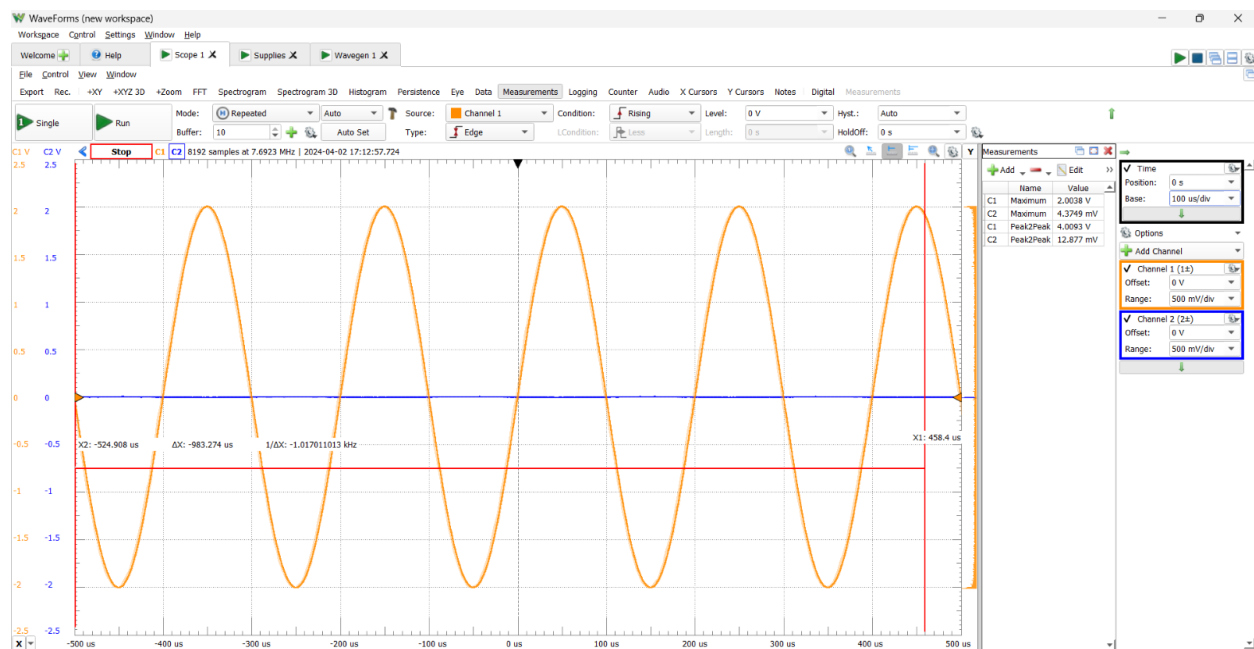 WaveForms (new workspace)
Workspace Control Settings Window Help
Welcome Help Scope 1 Supplies Wavegen 1
File Control View Window
Export Rec. +XY +XYZ 3D +Zoom FFT Spectrogram Spectrogram 3D Histogram Persistence Eye Data Measurements Logging Counter Audio X Cursors Y Cursors Notes Digital Measurements
Single Run Mode: Repeated Auto Source: Channel 1 Condition: Rising Level: 0 V Hyst.: Auto
Buffer: 10 Auto Set Type: Edge LCondition: Less Length: 0 s HoldOff: 0 s
C1 V C2 V Stop C1 C2 8192 samples at 7.6923 MHz | 2024-04-02 17:12:57.724 Y
2.5 2.5
2 2
1.5 1.5
1 1
0.5 0.5
0 0
-0.5 -0.5
-1 -1
-1.5 -1.5
-2 -2
-2.5 -2.5
X2: -524.908 us ΔX: -983.274 us 1/ΔX: -1.017011013 kHz
X1: 458.4 us
X -500 us -400 us -300 us -200 us -100 us 0 us 100 us 200 us 300 us 400 us 500 us
Measurements
Add Edit
Name Value
C1 Maximum 2.0038 V
C2 Maximum 4.3749 mV
C1 Peak2Peak 4.0093 V
C2 Peak2Peak 12.877 mV
Time
Position: 0 s
Base: 100 us/div
Options
Add Channel
Channel 1 (1±)
Offset: 0 V
Range: 500 mV/div
Channel 2 (2±)
Offset: 0 V
Range: 500 mV/div